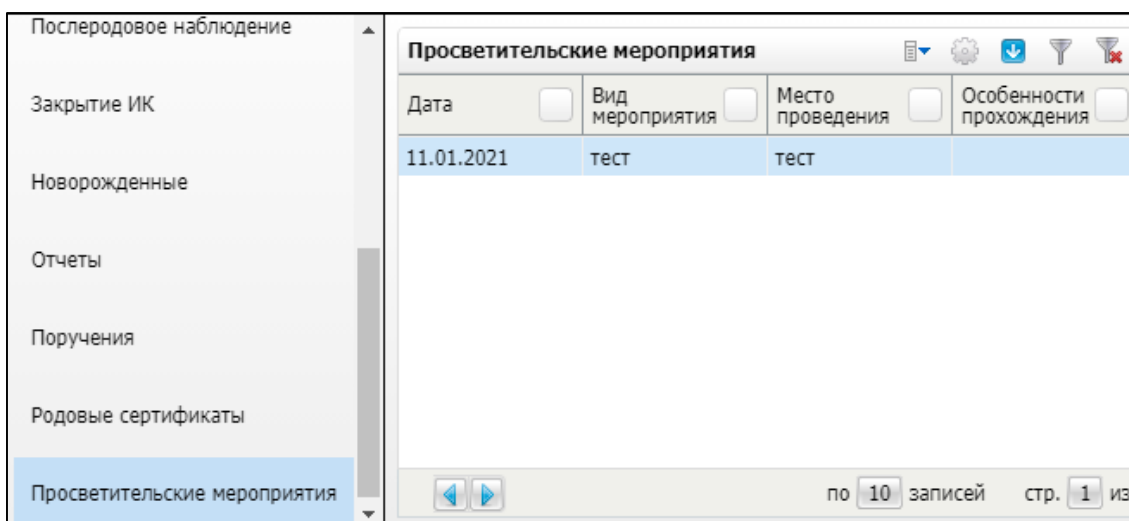 Послеродовое наблюдение
Закрытие ИК
Новорожденные
Отчеты
Поручения
Родовые сертификаты
Просветительские мероприятия
Просветительские мероприятия
Дата
Вид
мероприятия
Место
проведения
Особенности
прохождения
11.01.2021 тест тест
по 10 записей стр. 1 из